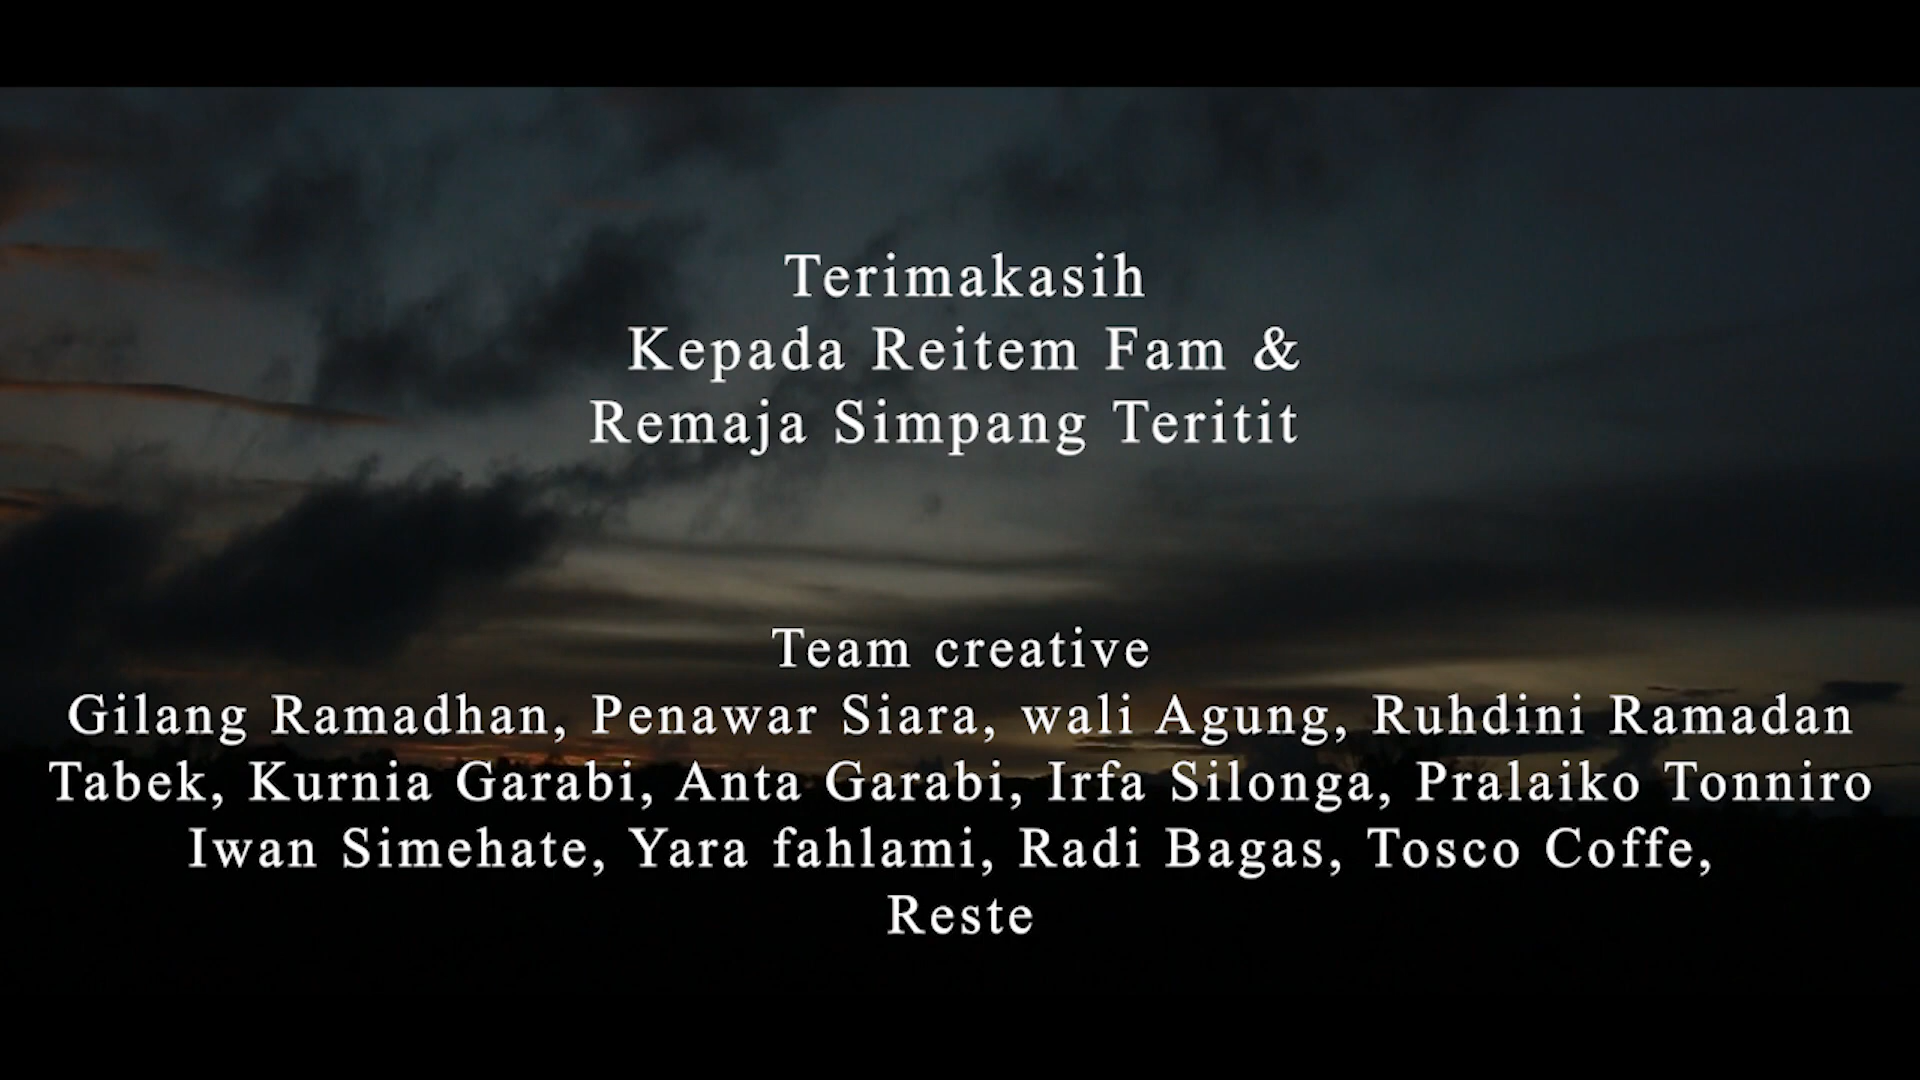 Terimakasih
Kepada Reitem Fam &
Remaja Simpang Teritit
Team creative
Gilang Ramadhan, Penawar Siara, wali Agung, Ruhdini Ramadan
Tabek, Kurnia Garabi, Anta Garabi, Irfa Silonga, Pralaiko Tonniro
Iwan Simehate, Yara fahlami, Radi Bagas, Tosco Coffe,
Reste